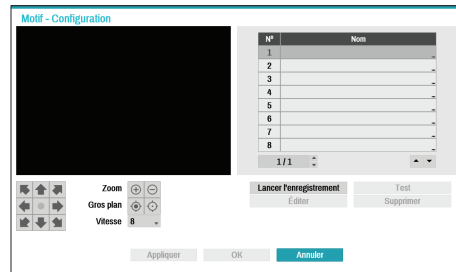 Motif - Configuration
N° Nom
1
2
3
4
5
6
7
8
1 / 1
Zoom
Gros plan
Vitesse 8
Lancer l'enregistrement Test
Éditer Supprimer
Appliquer OK Annuler